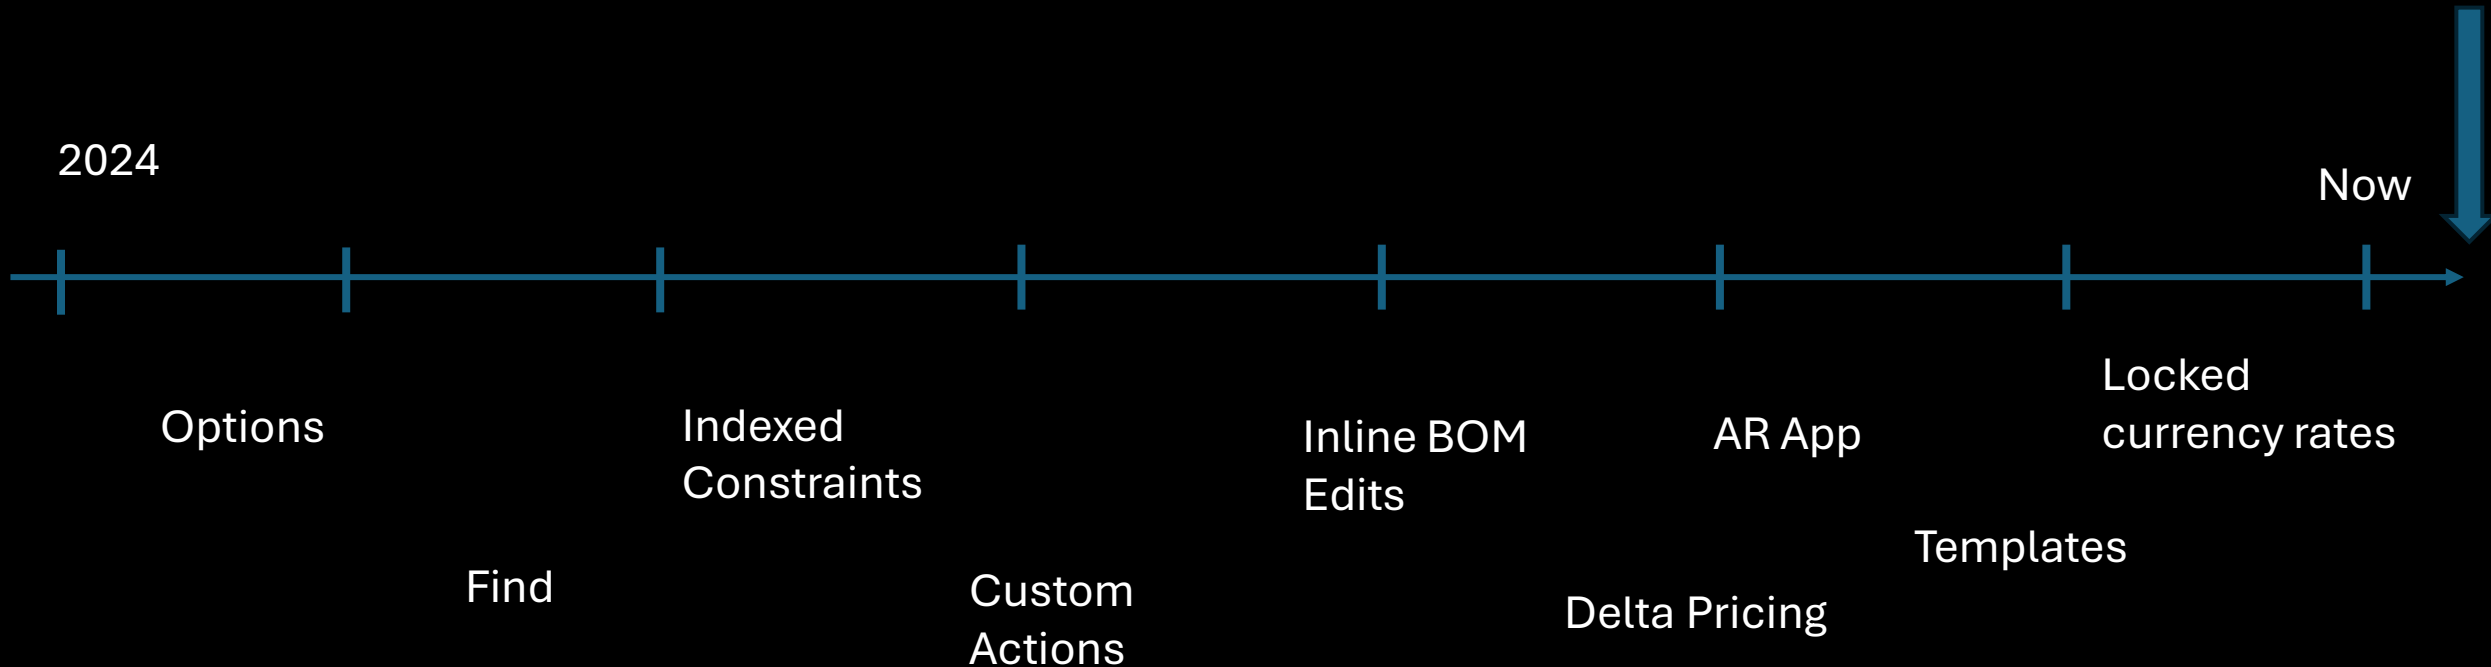 2024
Now
Options
Find
Indexed
Constraints
Custom
Actions
Inline BOM
Edits
Delta Pricing
AR App
Templates
Locked
currency rates